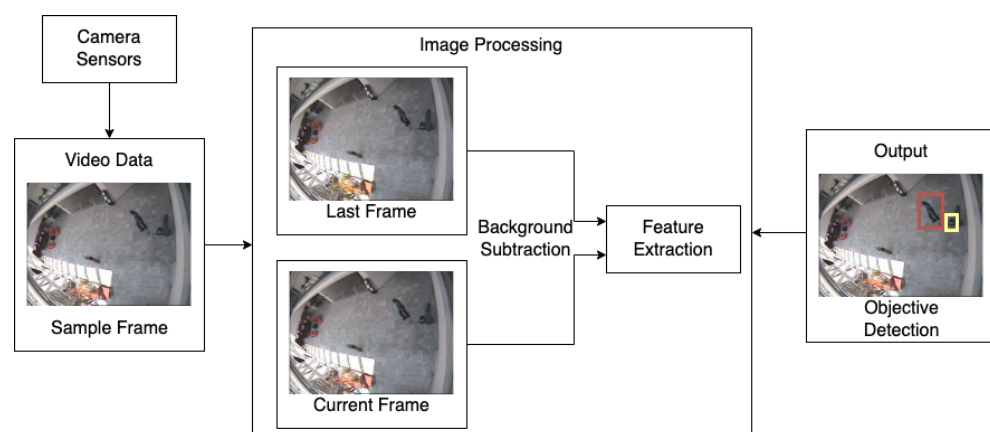 Camera
Sensors
Video Data
Sample Frame
Image Processing
Last Frame
Background
Subtraction
Current Frame
Feature
Extraction
Output
Objective
Detection